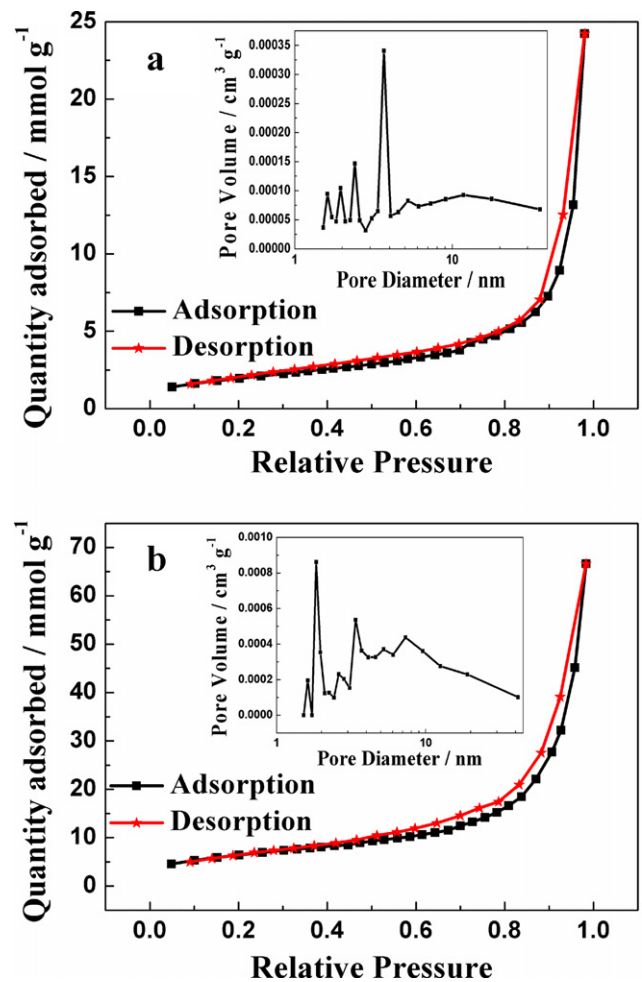 a
Quantity adsorbed / mmol g⁻¹
25
20
15
10
5
0
Pore Volume / cm³ g⁻¹
0.00035
0.00030
0.00025
0.00020
0.00015
0.00010
0.00005
0.00000
1 10
Pore Diameter / nm
Adsorption
Desorption
0.0 0.2 0.4 0.6 0.8 1.0
Relative Pressure
b
Quantity adsorbed / mmol g⁻¹
70
60
50
40
30
20
10
0
Pore Volume / cm³ g⁻¹
0.0010
0.0008
0.0006
0.0004
0.0002
0.0000
1 10
Pore Diameter / nm
Adsorption
Desorption
0.0 0.2 0.4 0.6 0.8 1.0
Relative Pressure